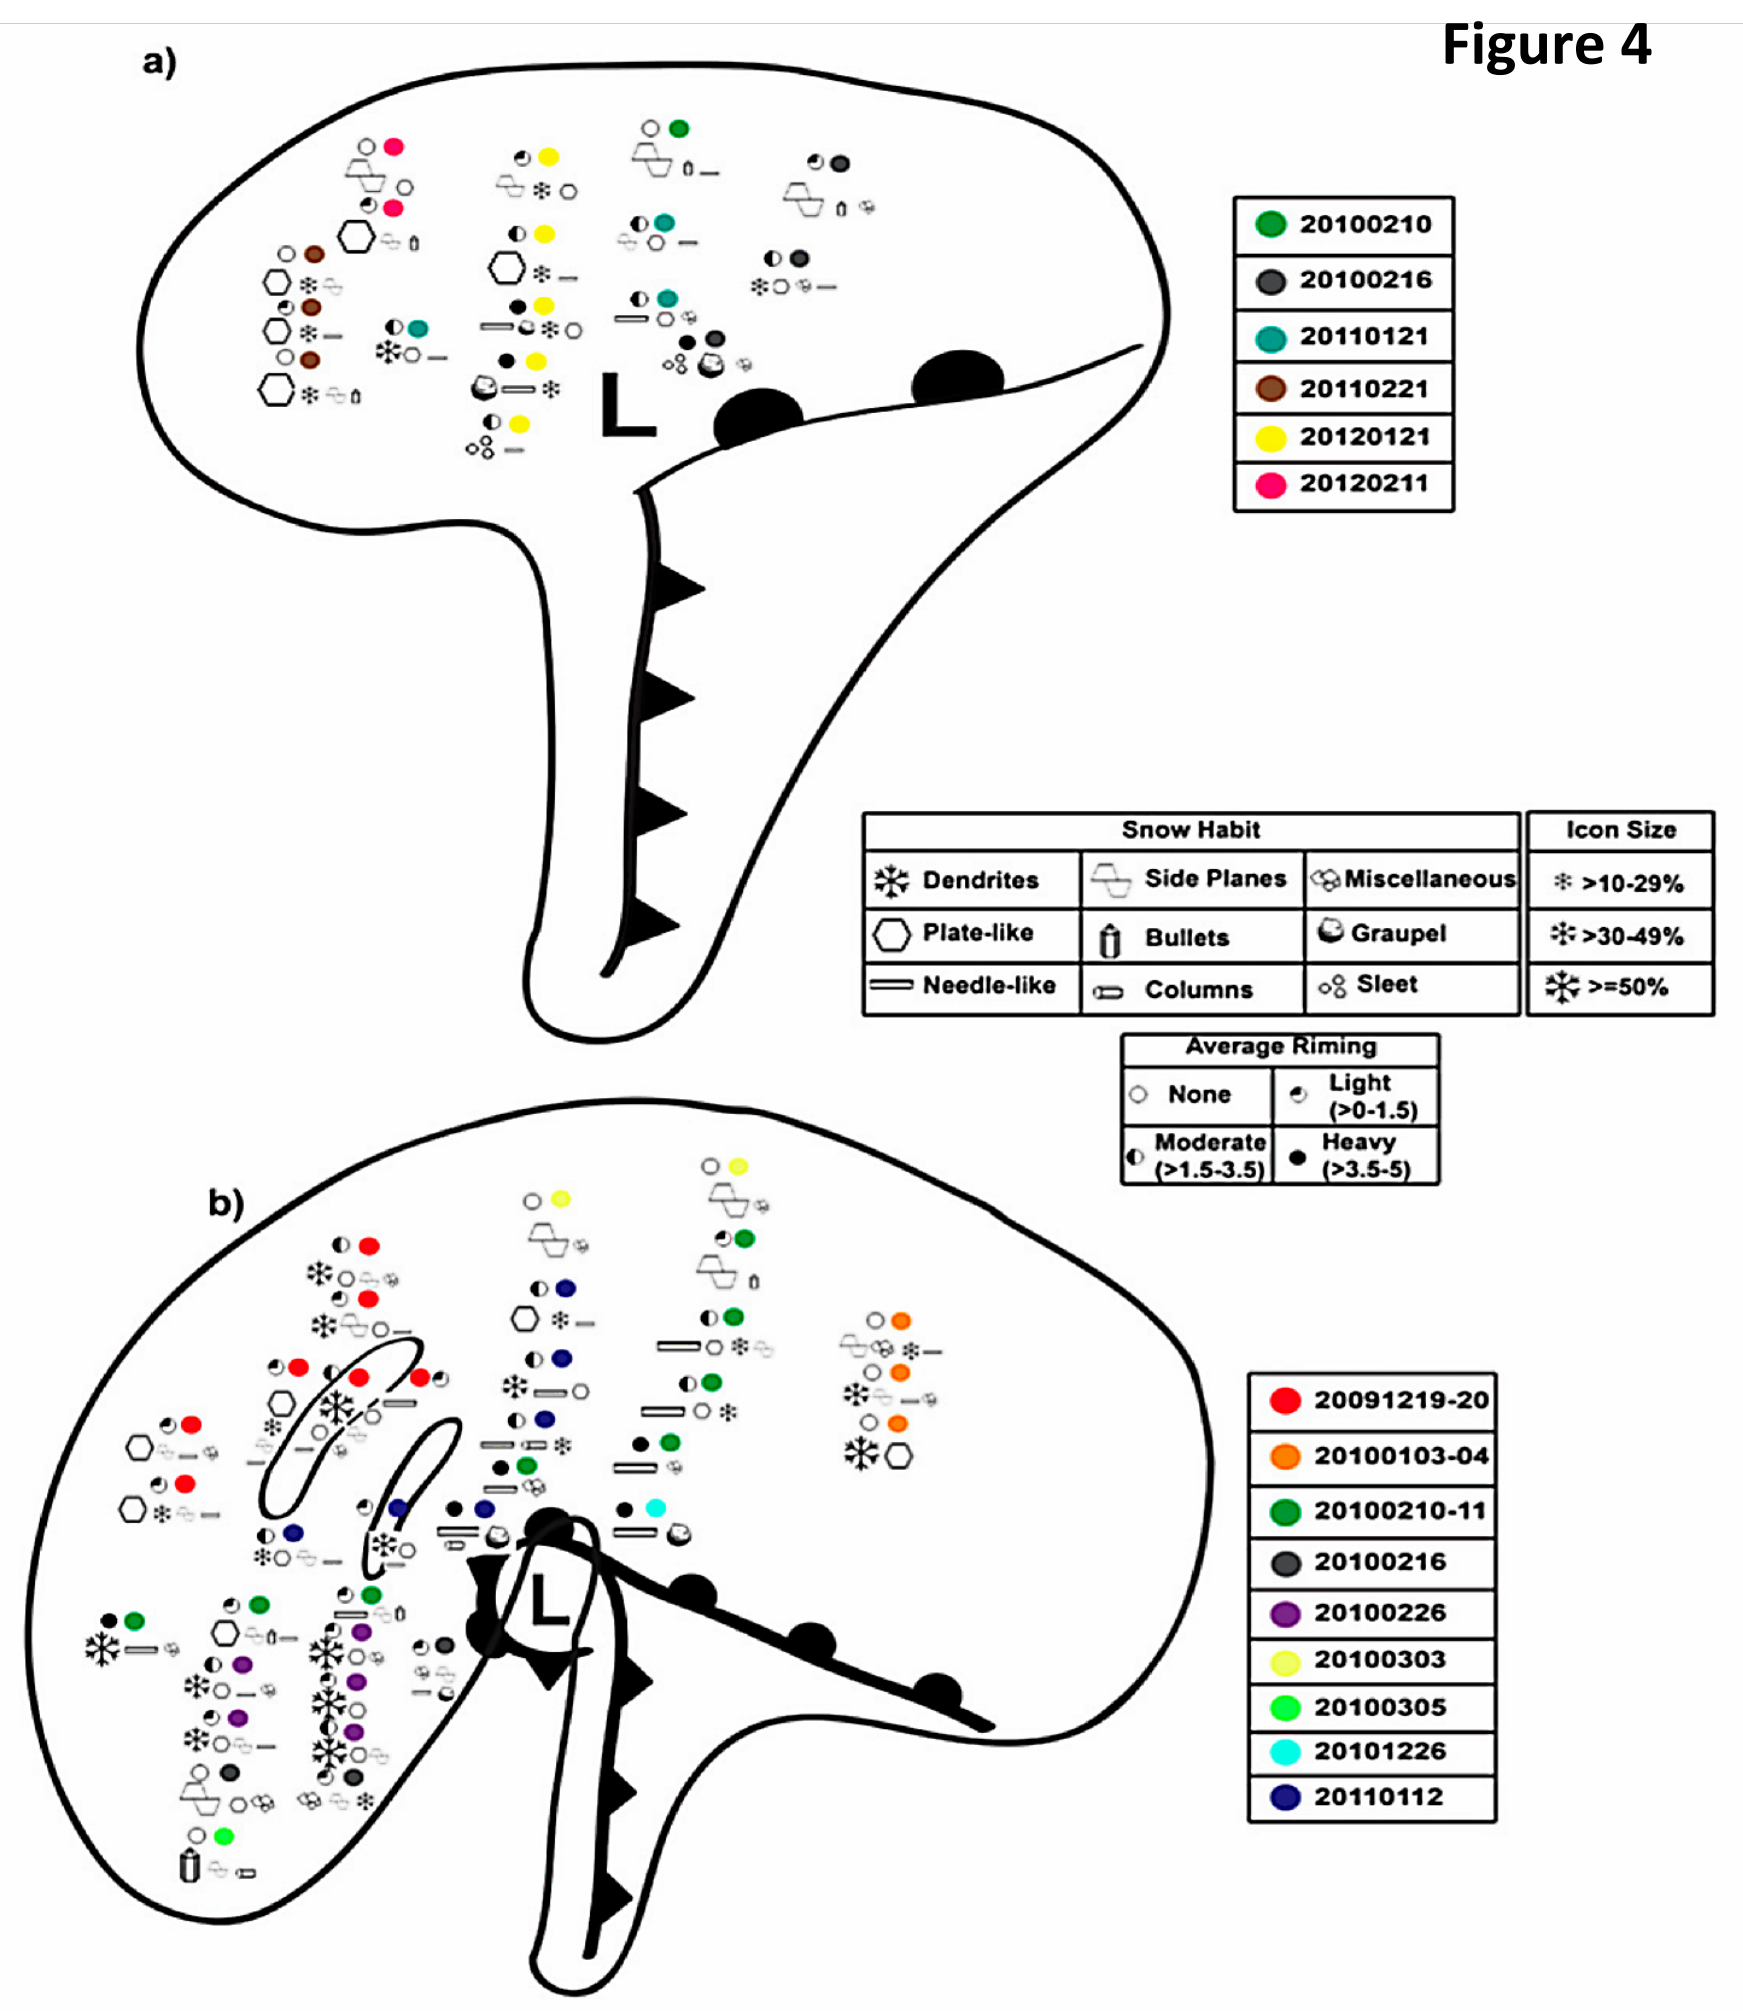 Figure 4
a)
20100210
20100216
20110121
20110221
20120121
20120211
L
Snow Habit
Icon Size
Dendrites
Side Planes
Miscellaneous
>10-29%
Plate-like
Bullets
Graupel
>30-49%
Needle-like
Columns
Sleet
>=50%
Average Riming
None
Light
(>0-1.5)
Moderate
(>1.5-3.5)
Heavy
(>3.5-5)
b)
20091219-20
20100103-04
20100210-11
20100216
20100226
20100303
20100305
20101226
20110112
L